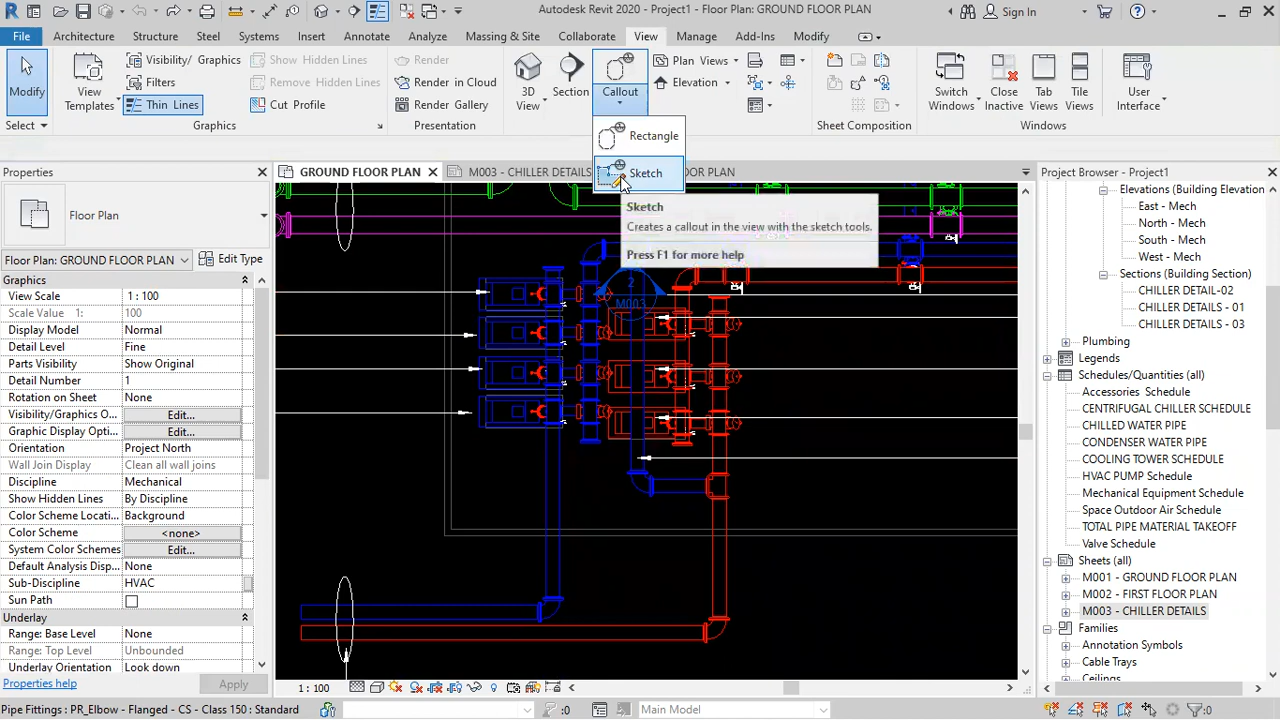 Autodesk Revit 2020 - Project1 - Floor Plan: GROUND FLOOR PLAN
Sign In
File Architecture Structure Steel Systems Insert Annotate Analyze Massing & Site Collaborate View Manage Add-Ins Modify
Modify
Select
View Templates
Visibility/ Graphics
Filters
Thin Lines
Show Hidden Lines
Remove Hidden Lines
Cut Profile
Graphics
Render
Render in Cloud
Render Gallery
Presentation
3D View
Section
Callout
Plan Views
Elevation
Sheet Composition
Switch Windows
Close Inactive
Tab Views
Tile Views
Windows
User Interface
Rectangle
Sketch
Sketch
Creates a callout in the view with the sketch tools.
Press F1 for more help
GROUND FLOOR PLAN
M003 - CHILLER DETAILS
OR PLAN
2
M003
Properties
Floor Plan
Floor Plan: GROUND FLOOR PLAN
Edit Type
Graphics
View Scale 1 : 100
Scale Value 1: 100
Display Model Normal
Detail Level Fine
Parts Visibility Show Original
Detail Number 1
Rotation on Sheet None
Visibility/Graphics O... Edit...
Graphic Display Opti... Edit...
Orientation Project North
Wall Join Display Clean all wall joins
Discipline Mechanical
Show Hidden Lines By Discipline
Color Scheme Locati... Background
Color Scheme <none>
System Color Schemes Edit...
Default Analysis Disp... None
Sub-Discipline HVAC
Sun Path
Underlay
Range: Base Level None
Range: Top Level Unbounded
Underlay Orientation Look down
Properties help
Apply
Project Browser - Project1
Elevations (Building Elevation
East - Mech
North - Mech
South - Mech
West - Mech
Sections (Building Section)
CHILLER DETAIL-02
CHILLER DETAILS - 01
CHILLER DETAILS - 03
Plumbing
Legends
Schedules/Quantities (all)
Accessories Schedule
CENTRIFUGAL CHILLER SCHEDULE
CHILLED WATER PIPE
CONDENSER WATER PIPE
COOLING TOWER SCHEDULE
HVAC PUMP Schedule
Mechanical Equipment Schedule
Space Outdoor Air Schedule
TOTAL PIPE MATERIAL TAKEOFF
Valve Schedule
Sheets (all)
M001 - GROUND FLOOR PLAN
M002 - FIRST FLOOR PLAN
M003 - CHILLER DETAILS
Families
Annotation Symbols
Cable Trays
Ceilings
1 : 100
Pipe Fittings : PR_Elbow - Flanged - CS - Class 150 : Standard
:0
Main Model
:0